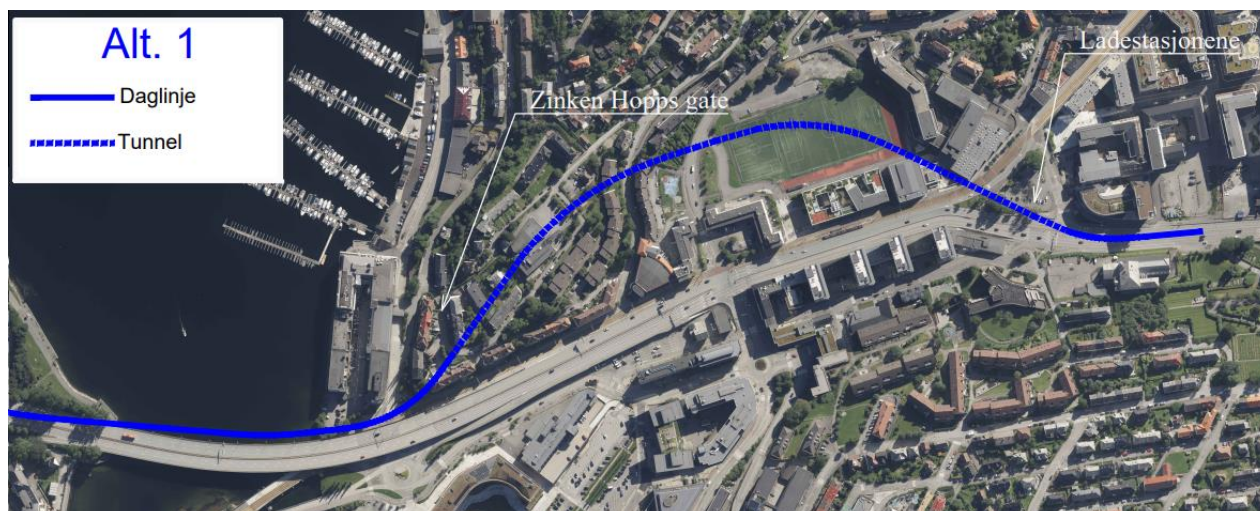 Alt. 1
Daglinje
Tunnel
Zinken Hopps gate
Ladestasjonene